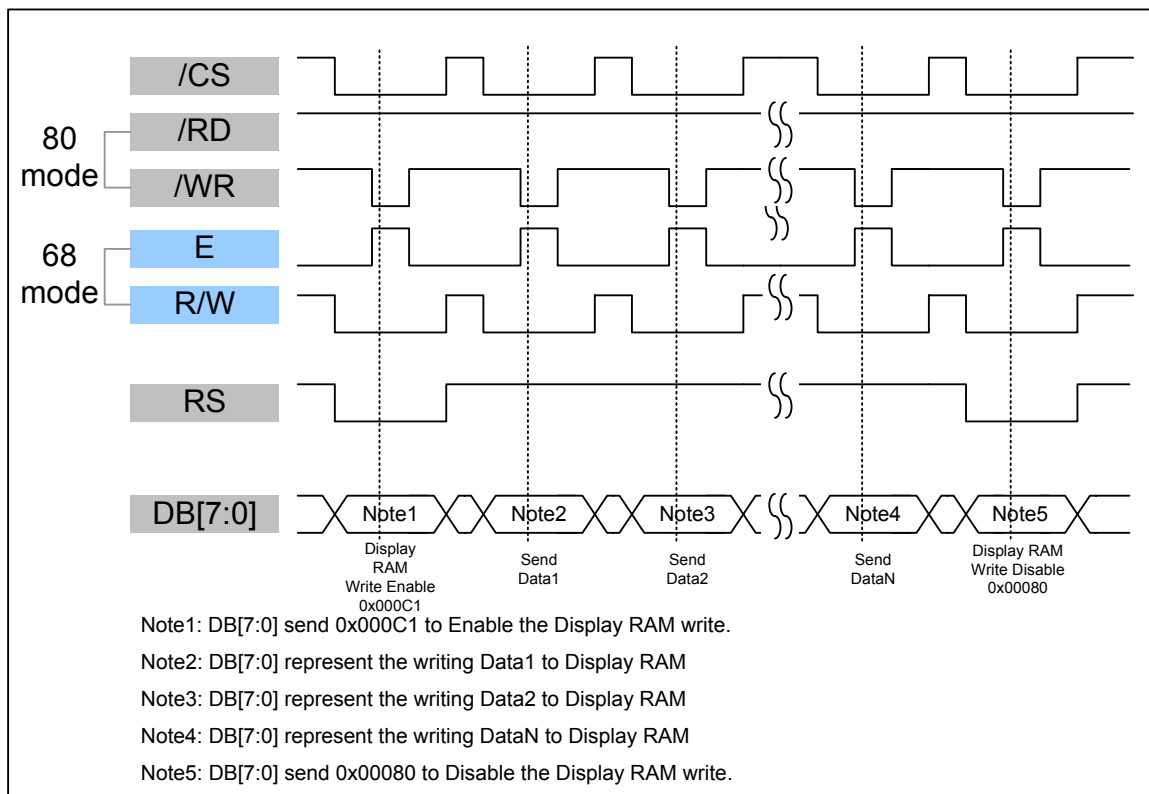 /CS
80
mode
/RD
/WR
68
mode
E
R/W
RS
DB[7:0]
Note1
Note2
Note3
Note4
Note5
Display
RAM
Write Enable
0x000C1
Send
Data1
Send
Data2
Send
DataN
Display RAM
Write Disable
0x00080
Note1: DB[7:0] send 0x000C1 to Enable the Display RAM write.
Note2: DB[7:0] represent the writing Data1 to Display RAM
Note3: DB[7:0] represent the writing Data2 to Display RAM
Note4: DB[7:0] represent the writing DataN to Display RAM
Note5: DB[7:0] send 0x00080 to Disable the Display RAM write.